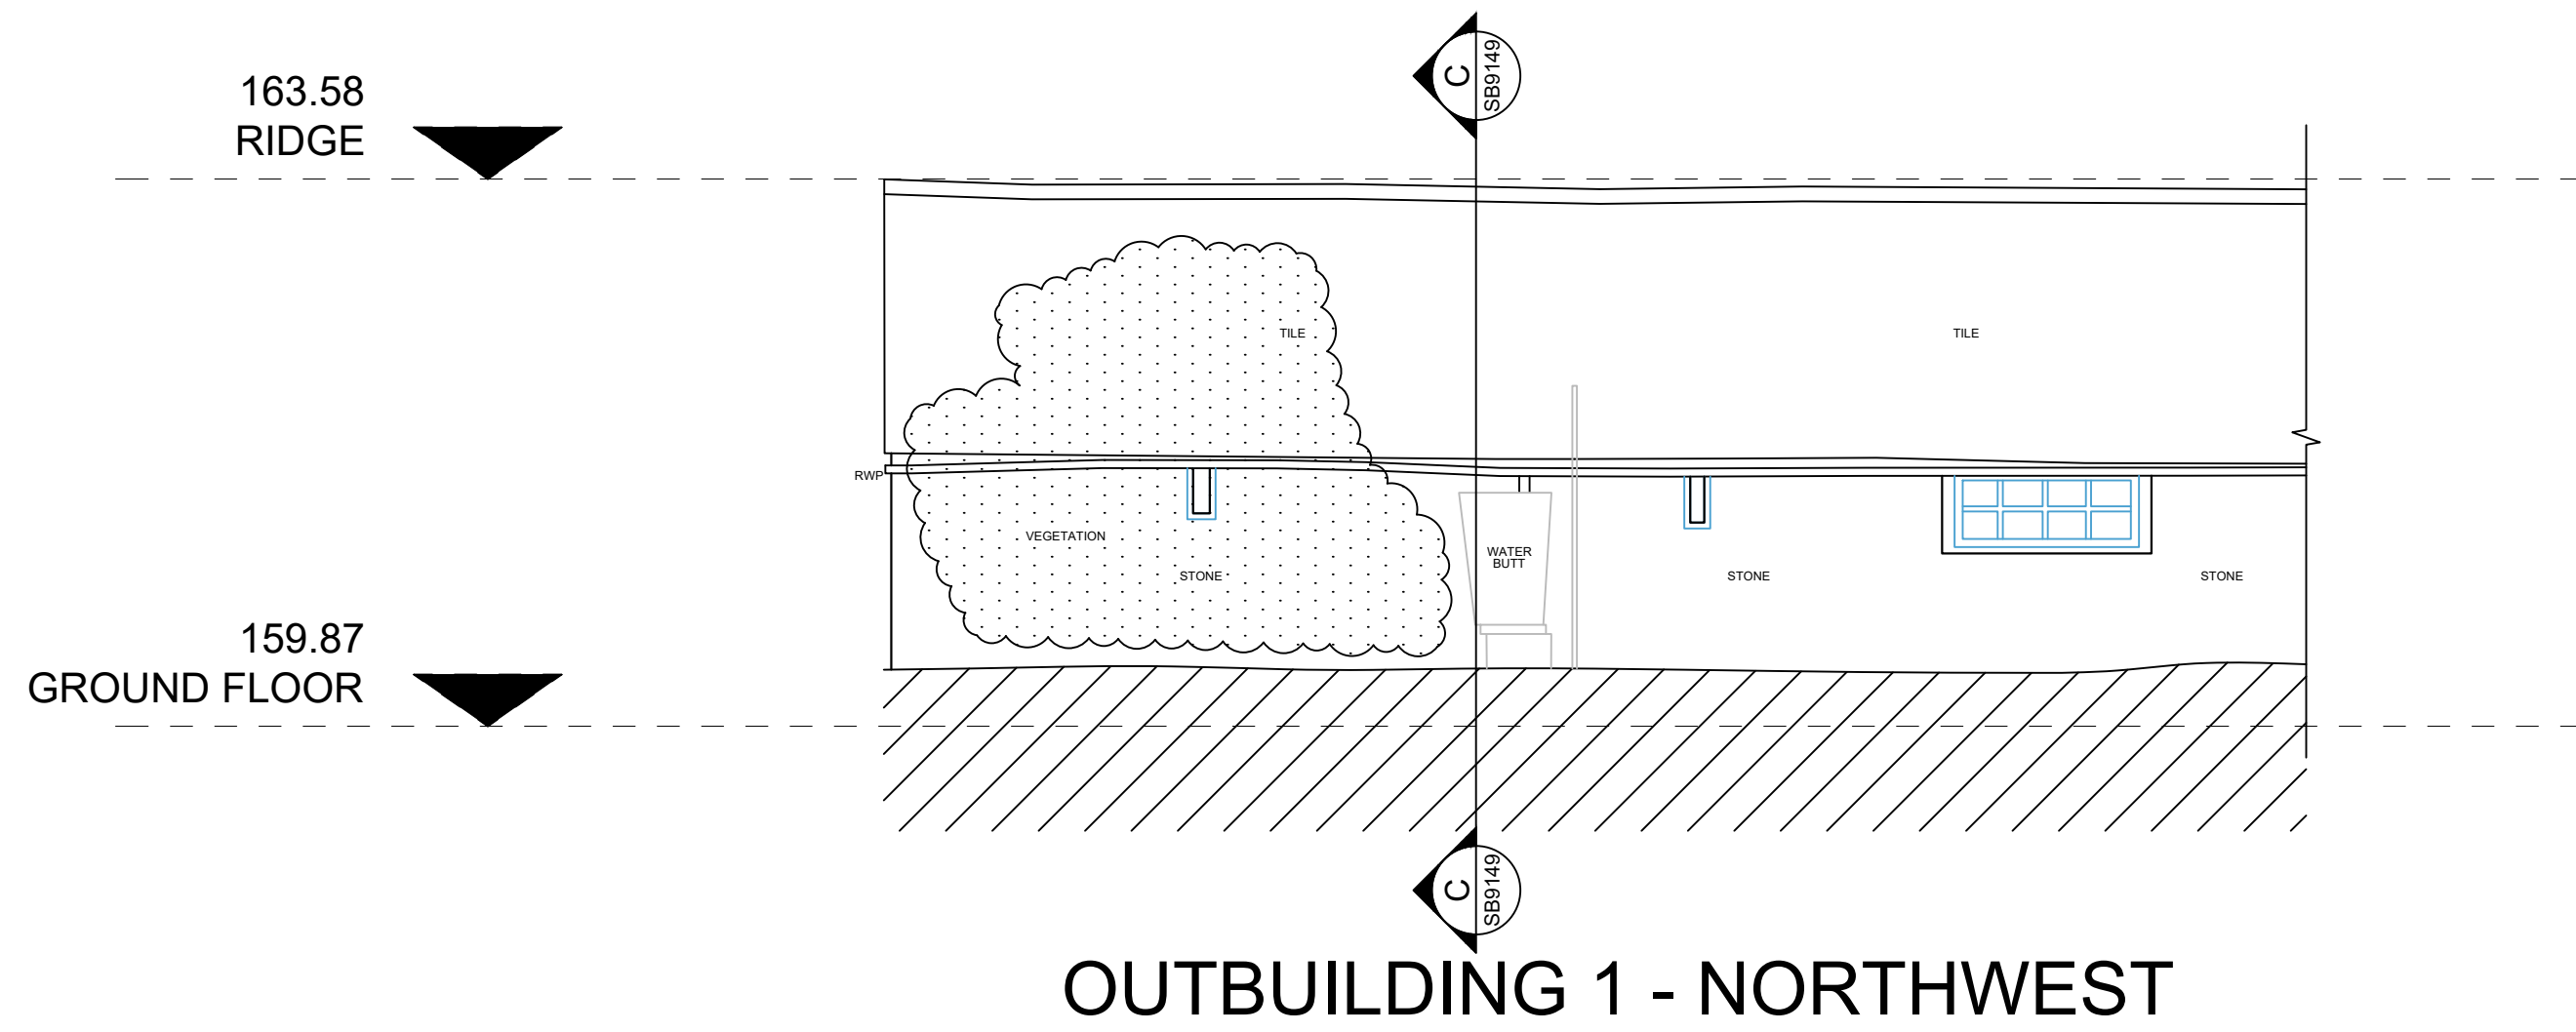 C
SB9149
163.58
RIDGE
TILE
TILE
RWP
VEGETATION
WATER
BUTT
STONE
STONE
STONE
159.87
GROUND FLOOR
C
SB9149
OUTBUILDING 1 - NORTHWEST